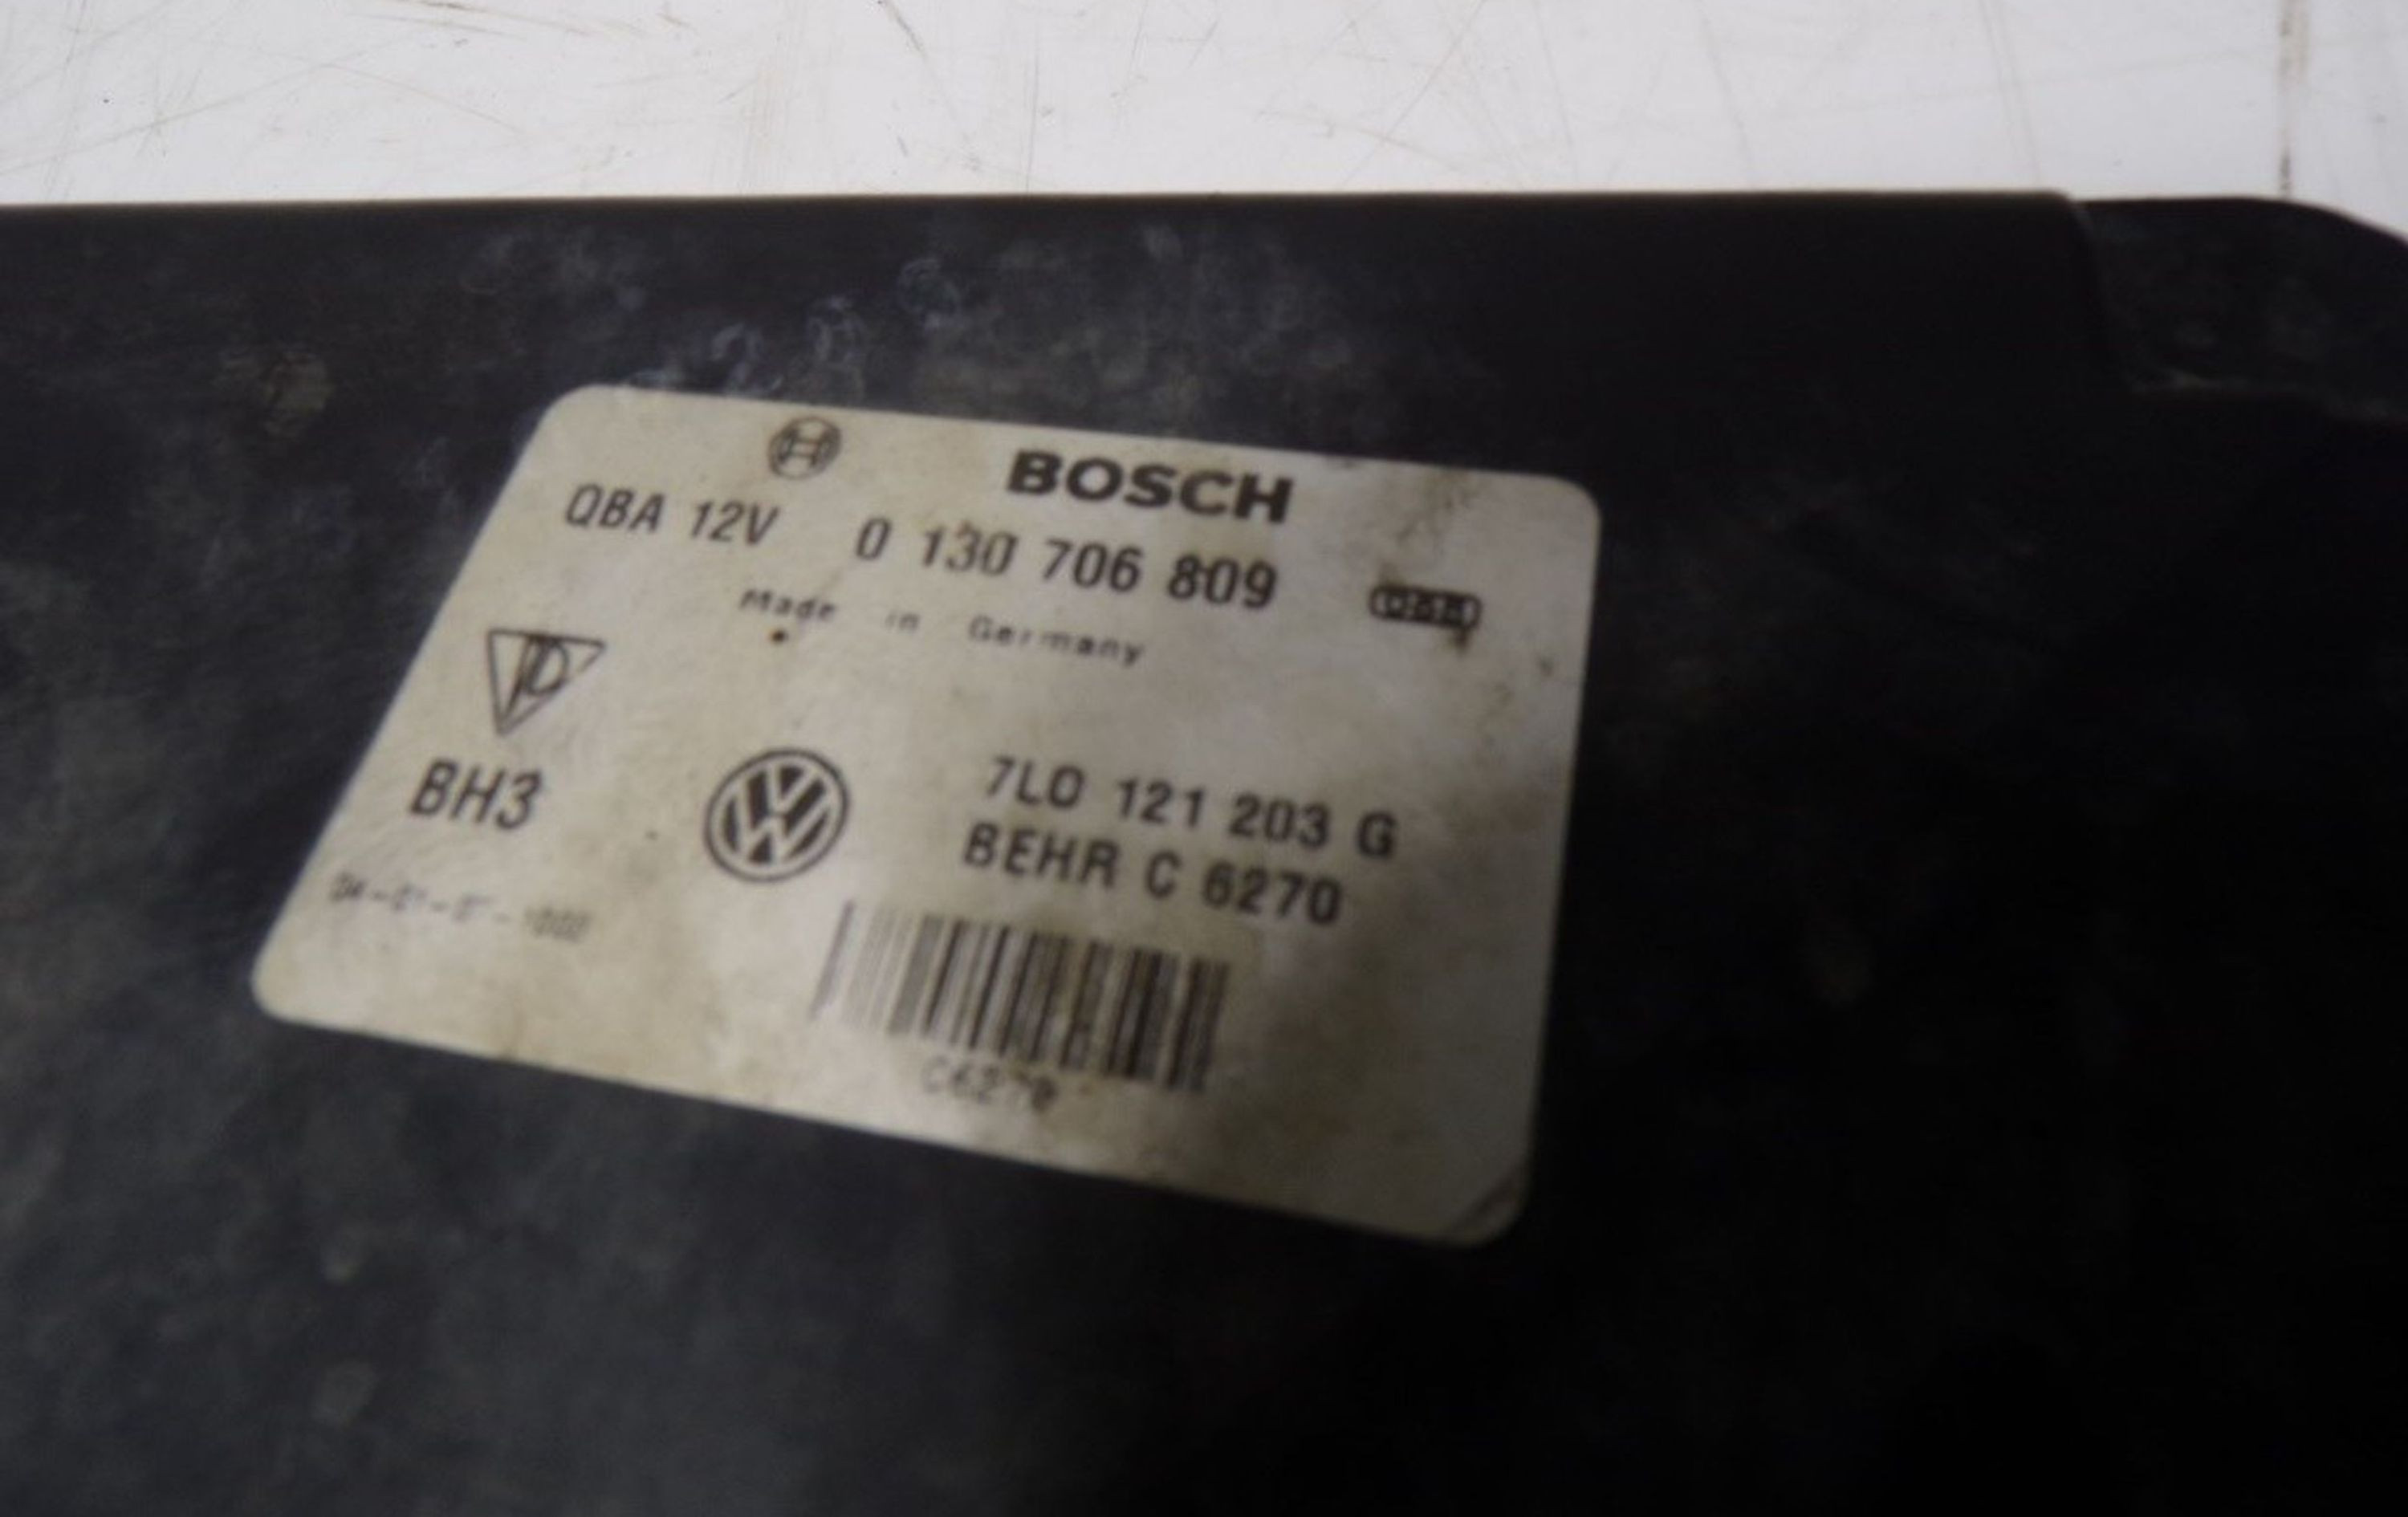 BOSCH
QBA 12V 0 130 706 809
Made in Germany
BH3
7L0 121 203 G
BEHR C 6270
C6270